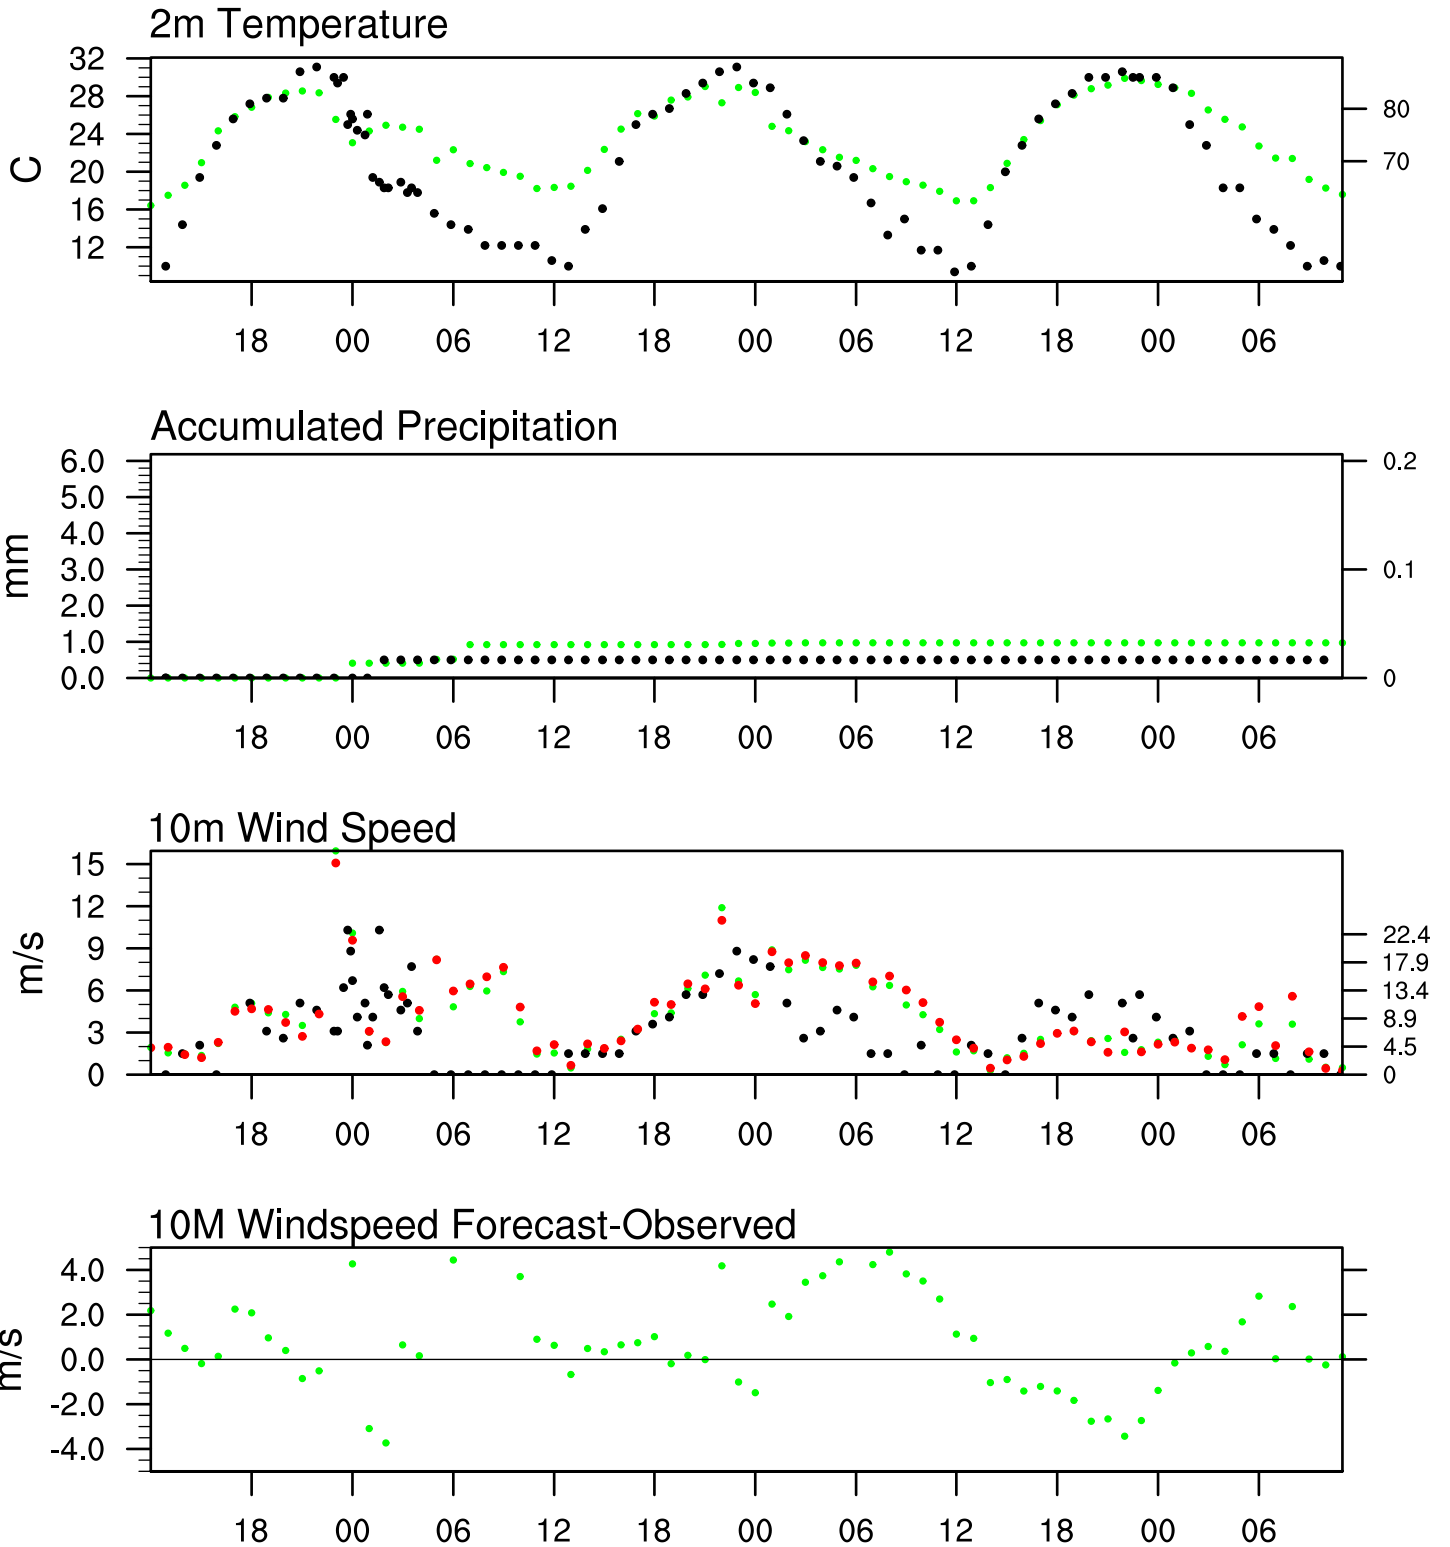 2m Temperature
32
28
24
20
16
12
C
80
70
18 00 06 12 18 00 06 12 18 00 06
Accumulated Precipitation
6.0
5.0
4.0
3.0
2.0
1.0
0.0
mm
0.2
0.1
0
18 00 06 12 18 00 06 12 18 00 06
10m Wind Speed
15
12
9
6
3
0
m/s
22.4
17.9
13.4
8.9
4.5
0
18 00 06 12 18 00 06 12 18 00 06
10M Windspeed Forecast-Observed
4.0
2.0
0.0
-2.0
-4.0
m/s
18 00 06 12 18 00 06 12 18 00 06